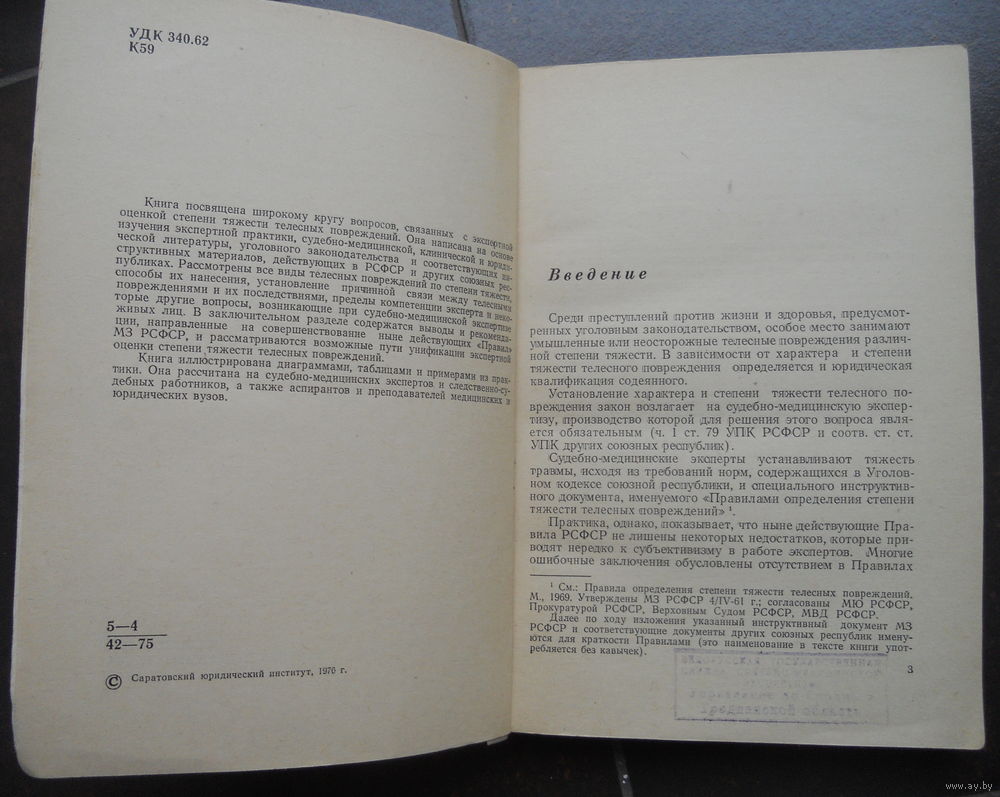 УДК 340.62
К59
Книга посвящена широкому кругу вопросов, связанных с экспертной
оценкой степени тяжести телесных повреждений. Она написана на основе
изучения экспертной практики, судебно-медицинской, клинической и юриди-
ческой литературы, уголовного законодательства и соответствующих ин-
структивных материалов, действующих в РСФСР и других союзных рес-
публиках. Рассмотрены все виды телесных повреждений по степени тяжести,
способы их нанесения, установление причинной связи между телесными
повреждениями и их последствиями, пределы компетенции эксперта и неко-
торые другие вопросы, возникающие при судебно-медицинской экспертизе
живых лиц. В заключительном разделе содержатся выводы и рекоменда-
ции, направленные на совершенствование ныне действующих «Правил»
МЗ РСФСР, и рассматриваются возможные пути унификации экспертной
оценки степени тяжести телесных повреждений.
Книга иллюстрирована диаграммами, таблицами и примерами из прак-
тики. Она рассчитана на судебно-медицинских экспертов и следственно-су-
дебных работников, а также аспирантов и преподавателей медицинских и
юридических вузов.
5—4
42—75
© Саратовский юридический институт, 1976 г.
Введение
Среди преступлений против жизни и здоровья, предусмот-
ренных уголовным законодательством, особое место занимают
умышленные или неосторожные телесные повреждения различ-
ной степени тяжести. В зависимости от характера и степени
тяжести телесного повреждения определяется и юридическая
квалификация содеянного.
Установление характера и степени тяжести телесного по-
вреждения закон возлагает на судебно-медицинскую экспер-
тизу, производство которой для решения этого вопроса явля-
ется обязательным (ч. 1 ст. 79 УПК РСФСР и соотв. ст. ст.
УПК других союзных республик).
Судебно-медицинские эксперты устанавливают тяжесть
травмы, исходя из требований норм, содержащихся в Уголов-
ном кодексе союзной республики, и специального инструктив-
ного документа, именуемого «Правилами определения степени
тяжести телесных повреждений» ¹.
Практика, однако, показывает, что ныне действующие Пра-
вила РСФСР не лишены некоторых недостатков, которые при-
водят нередко к субъективизму в работе экспертов. Многие
ошибочные заключения обусловлены отсутствием в Правилах
¹ См.: Правила определения степени тяжести телесных повреждений.
М., 1969. Утверждены МЗ РСФСР 4/IV-61 г.; согласованы МЮ РСФСР,
Прокуратурой РСФСР, Верховным Судом РСФСР, МВД РСФСР.
Далее по ходу изложения указанный инструктивный документ МЗ
РСФСР и соответствующие документы других союзных республик имену-
ются для краткости Правилами (это наименование в тексте книги упот-
ребляется без кавычек).
3
www.ay.by